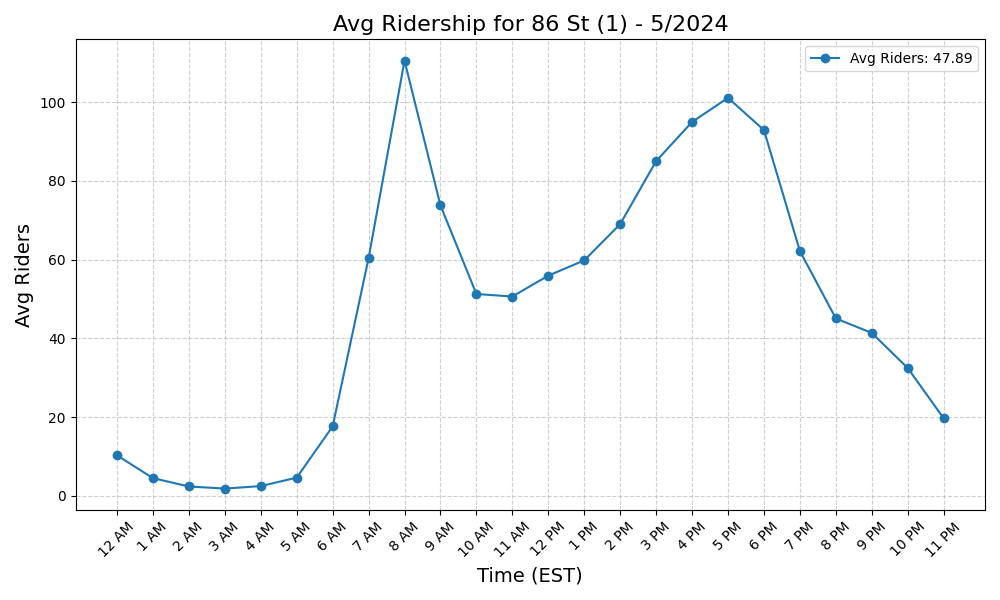 Avg Ridership for 86 St (1) - 5/2024
Avg Riders: 47.89
Avg Riders
100
80
60
40
20
0
12 AM
1 AM
2 AM
3 AM
4 AM
5 AM
6 AM
7 AM
8 AM
9 AM
10 AM
11 AM
12 PM
1 PM
2 PM
3 PM
4 PM
5 PM
6 PM
7 PM
8 PM
9 PM
10 PM
11 PM
Time (EST)